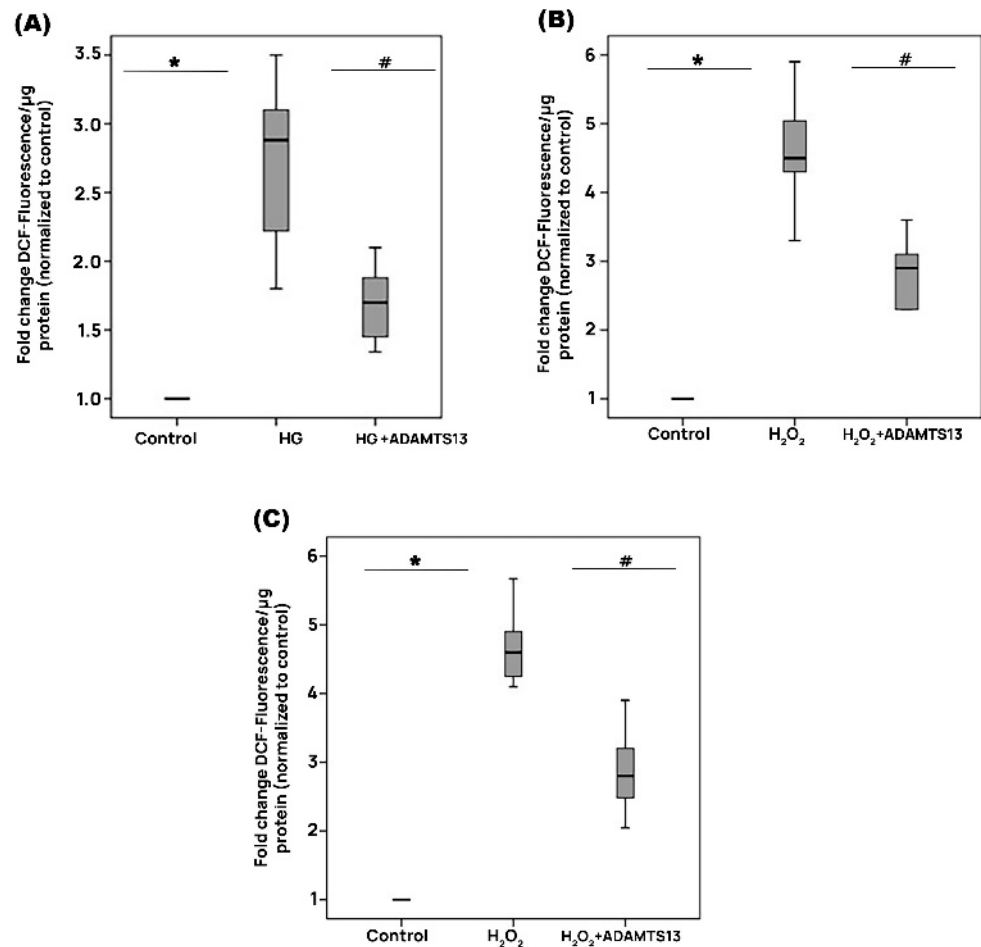 (A)
Fold change DCF-Fluorescence/µg
protein (normalized to control)
3.5
3.0
2.5
2.0
1.5
1.0
*
#
Control
HG
HG+ADAMTS13
(B)
Fold change DCF-Fluorescence/µg
protein (normalized to control)
6
5
4
3
2
1
*
#
Control
H₂O₂
H₂O₂+ADAMTS13
(C)
Fold change DCF-Fluorescence/µg
protein (normalized to control)
6
5
4
3
2
1
*
#
Control
H₂O₂
H₂O₂+ADAMTS13